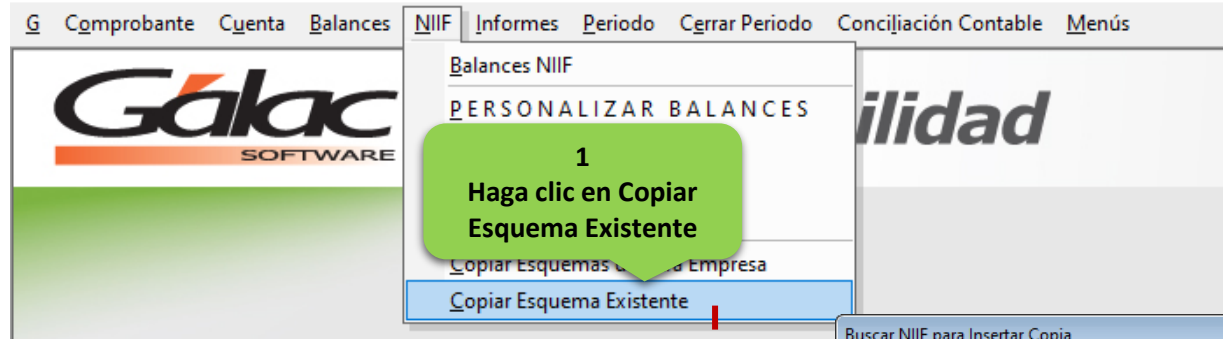 G Comprobante Cuenta Balances NIIF Informes Periodo Cerrar Periodo Conciliación Contable Menús
Balances NIIF
PERSONALIZAR BALANCES
Gálac
SOFTWARE
ilidad
1
Haga clic en Copiar
Esquema Existente
Copiar Esquemas Empresa
Copiar Esquema Existente
Buscar NIIF para Insertar Copia